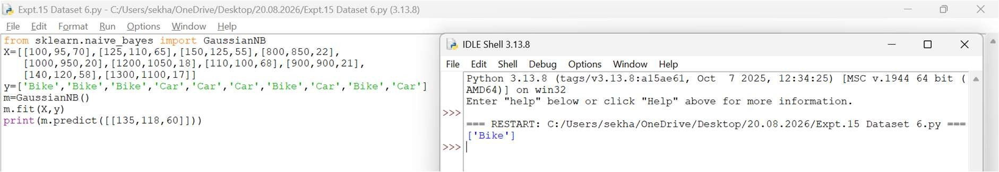 Expt.15 Dataset 6.py - C:/Users/sekha/OneDrive/Desktop/20.08.2026/Expt.15 Dataset 6.py (3.13.8)
File Edit Format Run Options Window Help
from sklearn.naive_bayes import GaussianNB
X=[[100,95,70],[125,110,65],[150,125,55],[800,850,22],
   [1000,950,20],[1200,1050,18],[110,100,68],[900,900,21],
   [140,120,58],[1300,1100,17]]
y=['Bike','Bike','Bike','Car','Car','Car','Bike','Car','Bike','Car']
m=GaussianNB()
m.fit(X,y)
print(m.predict([[135,118,60]]))
IDLE Shell 3.13.8
File Edit Shell Debug Options Window Help
Python 3.13.8 (tags/v3.13.8:a15ae61, Oct  7 2025, 12:34:25) [MSC v.1944 64 bit (
AMD64)] on win32
Enter "help" below or click "Help" above for more information.
>>>
=== RESTART: C:/Users/sekha/OneDrive/Desktop/20.08.2026/Expt.15 Dataset 6.py ===
['Bike']
>>>